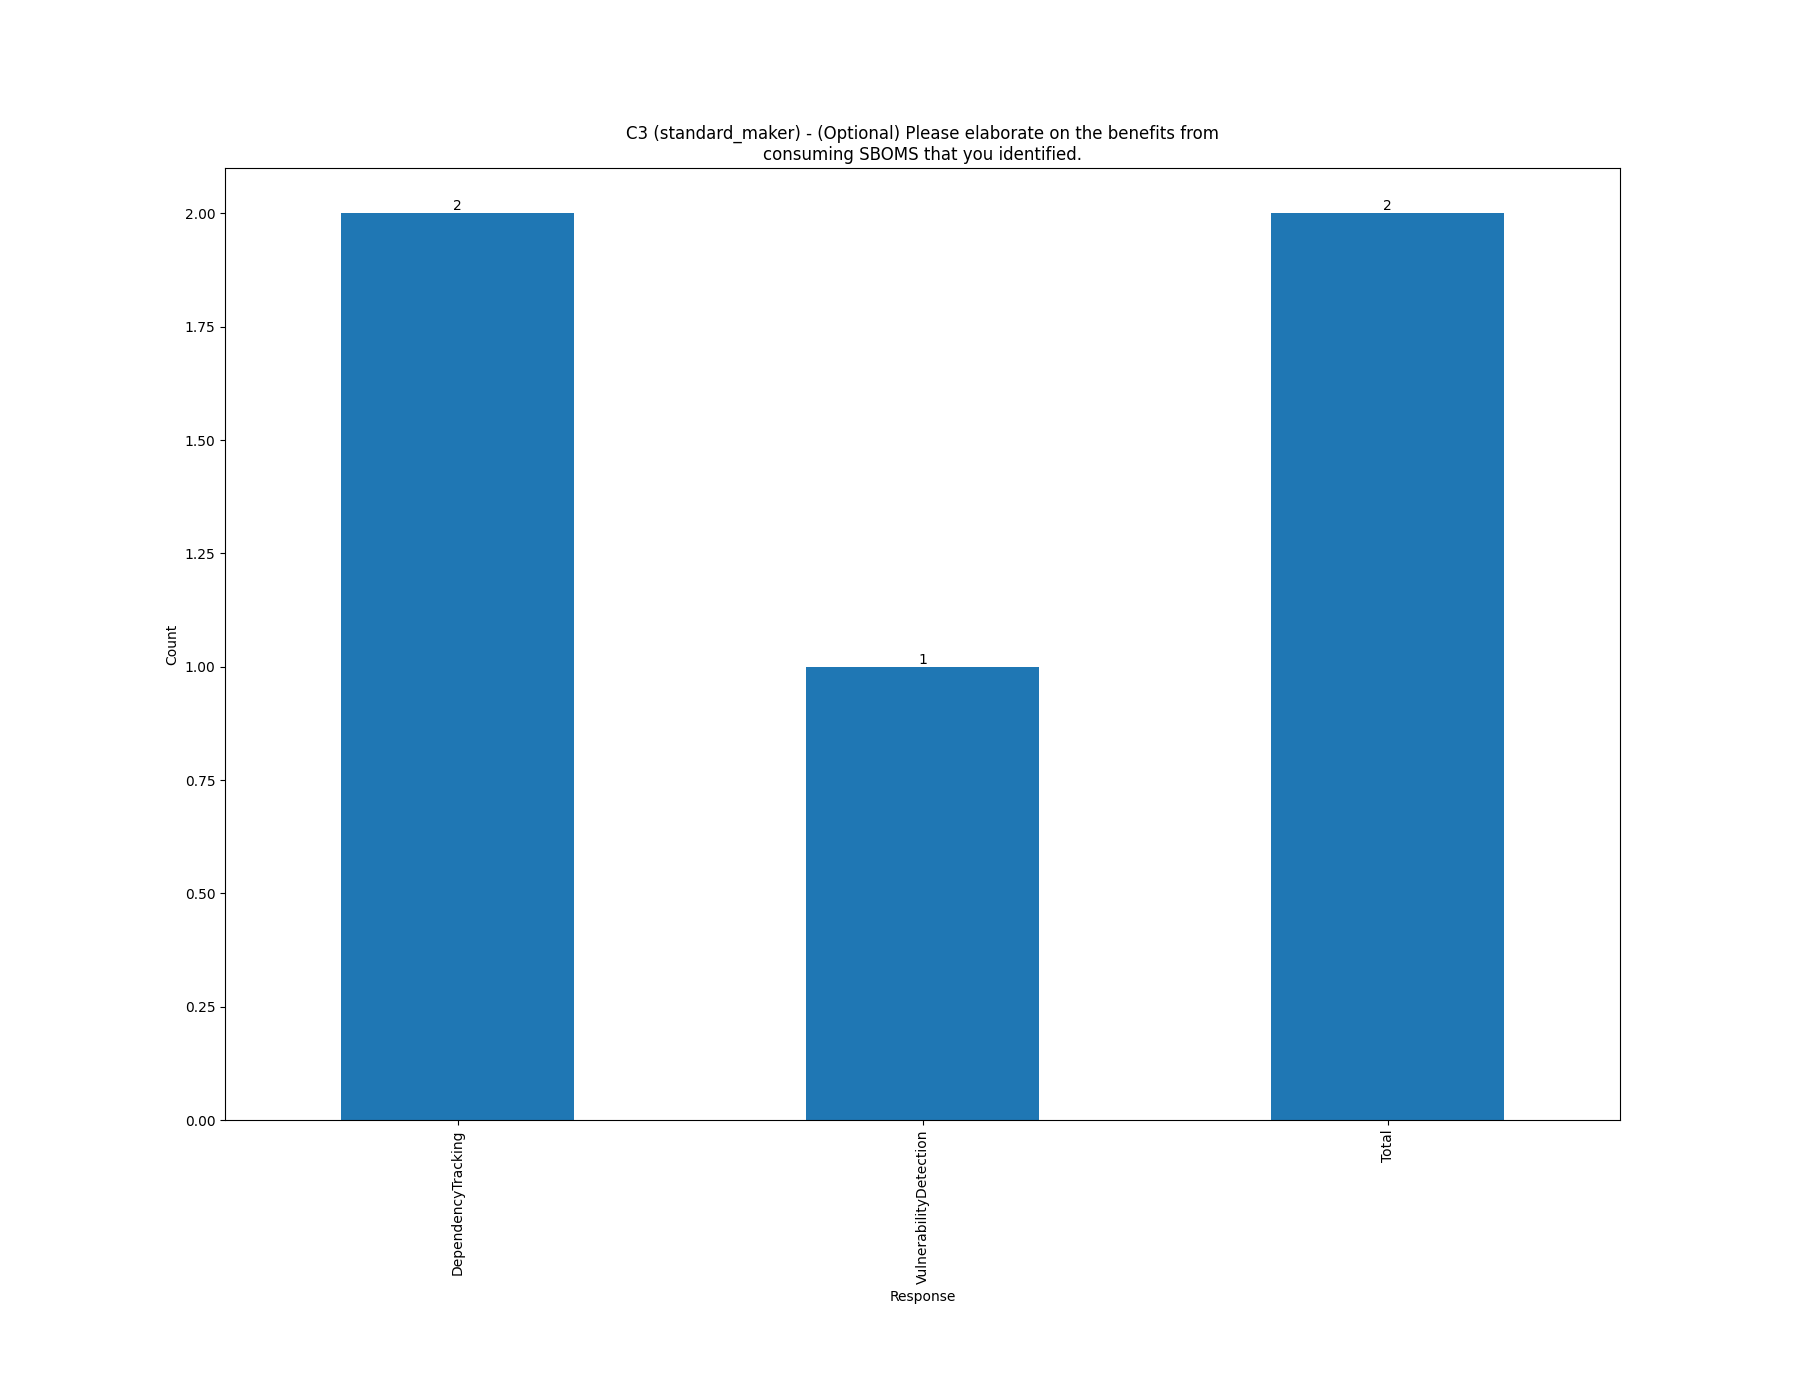 C3 (standard_maker) - (Optional) Please elaborate on the benefits from
consuming SBOMS that you identified.
2
1
2
2.00
1.75
1.50
1.25
1.00
0.75
0.50
0.25
0.00
Count
DependencyTracking
VulnerabilityDetection
Total
Response